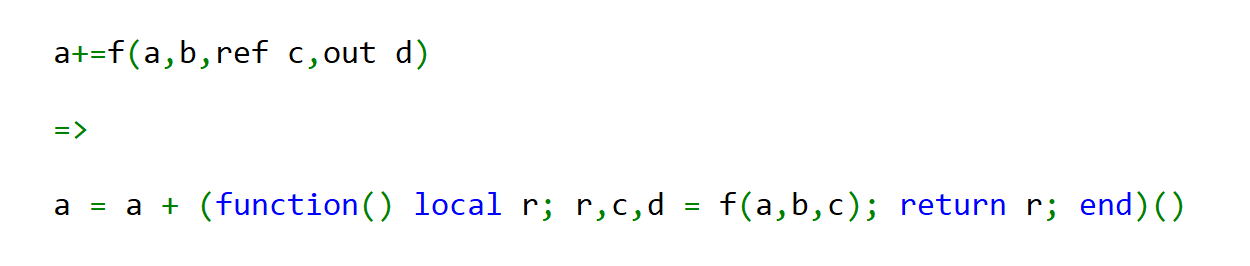 a+=f(a,b,ref c,out d)
=>
a = a + (function() local r; r,c,d = f(a,b,c); return r; end)()